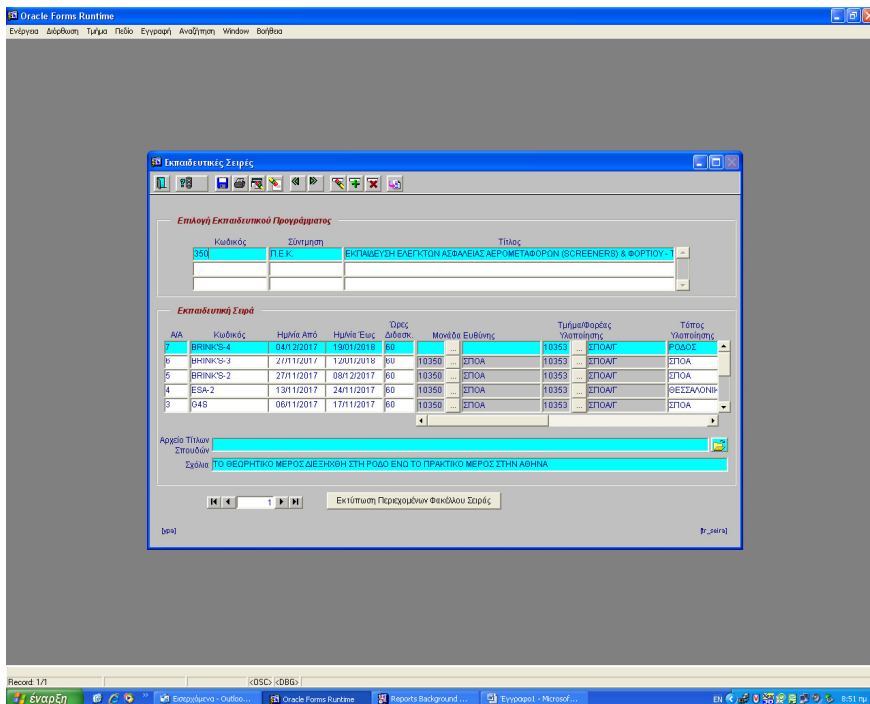 Oracle Forms Runtime
Ενέργεια Διόρθωση Τμήμα Πεδίο Εγγραφή Αναζήτηση Window Βοήθεια
Εκπαιδευτικές Σειρές
Επιλογή Εκπαιδευτικού Προγράμματος
Κωδικός Σύντμηση Τίτλος
350 Π.Ε.Κ. ΕΚΠΑΙΔΕΥΣΗ ΕΛΕΓΚΤΩΝ ΑΣΦΑΛΕΙΑΣ ΑΕΡΟΜΕΤΑΦΟΡΩΝ (SCREENERS) & ΦΟΡΤΙΟΥ - Τ
Εκπαιδευτική Σειρά
Α/Α Κωδικός Ημ/νία Από Ημ/νία Έως Ώρες Διδασκ. Μονάδα Ευθύνης Τμήμα/Φορέας Υλοποίησης Τόπος Υλοποίησης
7 BRINK'S-4 04/12/2017 19/01/2018 60 ... 10353 ... ΣΠΟΑ/Γ ΡΟΔΟΣ
6 BRINK'S-3 27/11/2017 12/01/2018 60 10350 ... ΣΠΟΑ 10353 ... ΣΠΟΑ/Γ ΣΠΟΑ
5 BRINK'S-2 27/11/2017 08/12/2017 60 10350 ... ΣΠΟΑ 10353 ... ΣΠΟΑ/Γ ΣΠΟΑ
4 ESA-2 13/11/2017 24/11/2017 60 10350 ... ΣΠΟΑ 10353 ... ΣΠΟΑ/Γ ΘΕΣΣΑΛΟΝΙΚ
3 G4S 06/11/2017 17/11/2017 60 10350 ... ΣΠΟΑ 10353 ... ΣΠΟΑ/Γ ΣΠΟΑ
Αρχείο Τίτλων Σπουδών
Σχόλια ΤΟ ΘΕΩΡΗΤΙΚΟ ΜΕΡΟΣ ΔΙΕΞΗΧΘΗ ΣΤΗ ΡΟΔΟ ΕΝΩ ΤΟ ΠΡΑΚΤΙΚΟ ΜΕΡΟΣ ΣΤΗΝ ΑΘΗΝΑ
1 Εκτύπωση Περιεχομένων Φακέλλου Σειράς
[ypa] [tr_seira]
Record: 1/1 <OSC> <DBG>
έναρξη Εισερχόμενα - Outloo... Oracle Forms Runtime Reports Background ... Έγγραφο1 - Microsof... EN 8:51 πμ